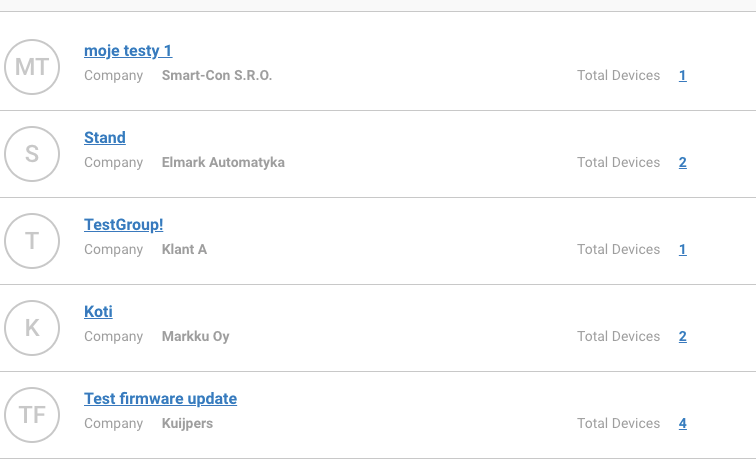 MT
moje testy 1
Company Smart-Con S.R.O. Total Devices 1
S
Stand
Company Elmark Automatyka Total Devices 2
T
TestGroup!
Company Klant A Total Devices 1
K
Koti
Company Markku Oy Total Devices 2
TF
Test firmware update
Company Kuijpers Total Devices 4